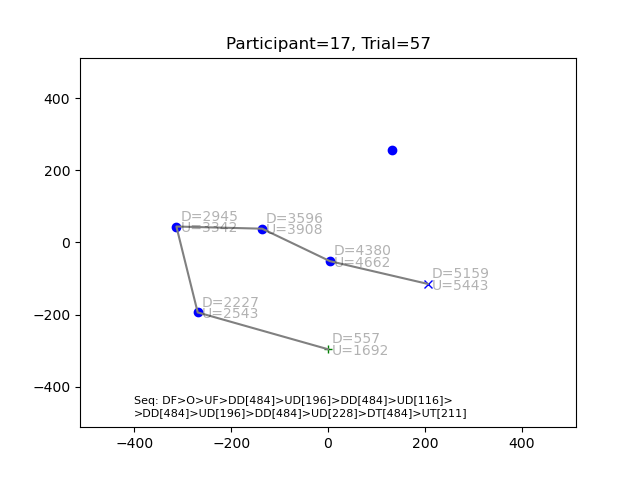 Participant=17, Trial=57
400
200
0
−200
−400
D=2945
U=3342
D=3596
U=3908
D=4380
U=4662
D=5159
U=5443
D=2227
U=2543
D=557
U=1692
Seq: DF>O>UF>DD[484]>UD[196]>DD[484]>UD[116]>
>DD[484]>UD[196]>DD[484]>UD[228]>DT[484]>UT[211]
−400 −200 0 200 400